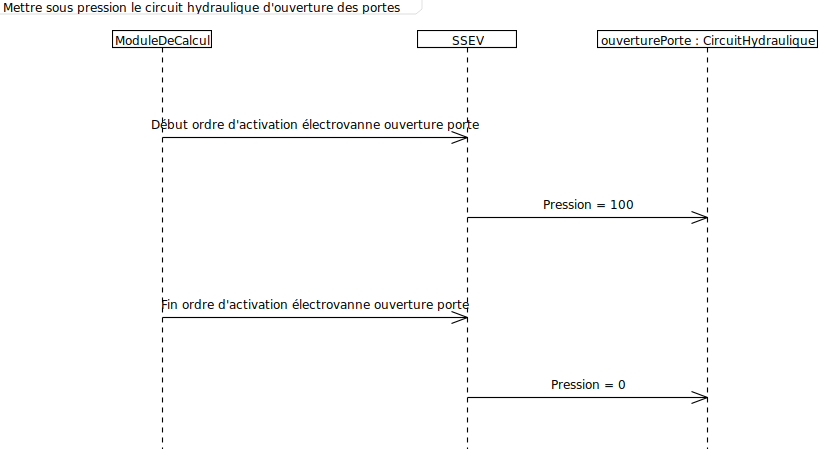 Mettre sous pression le circuit hydraulique d'ouverture des portes
ModuleDeCalcul
SSEV
ouverturePorte : CircuitHydraulique
Début ordre d'activation électrovanne ouverture porte
Pression = 100
Fin ordre d'activation électrovanne ouverture porte
Pression = 0